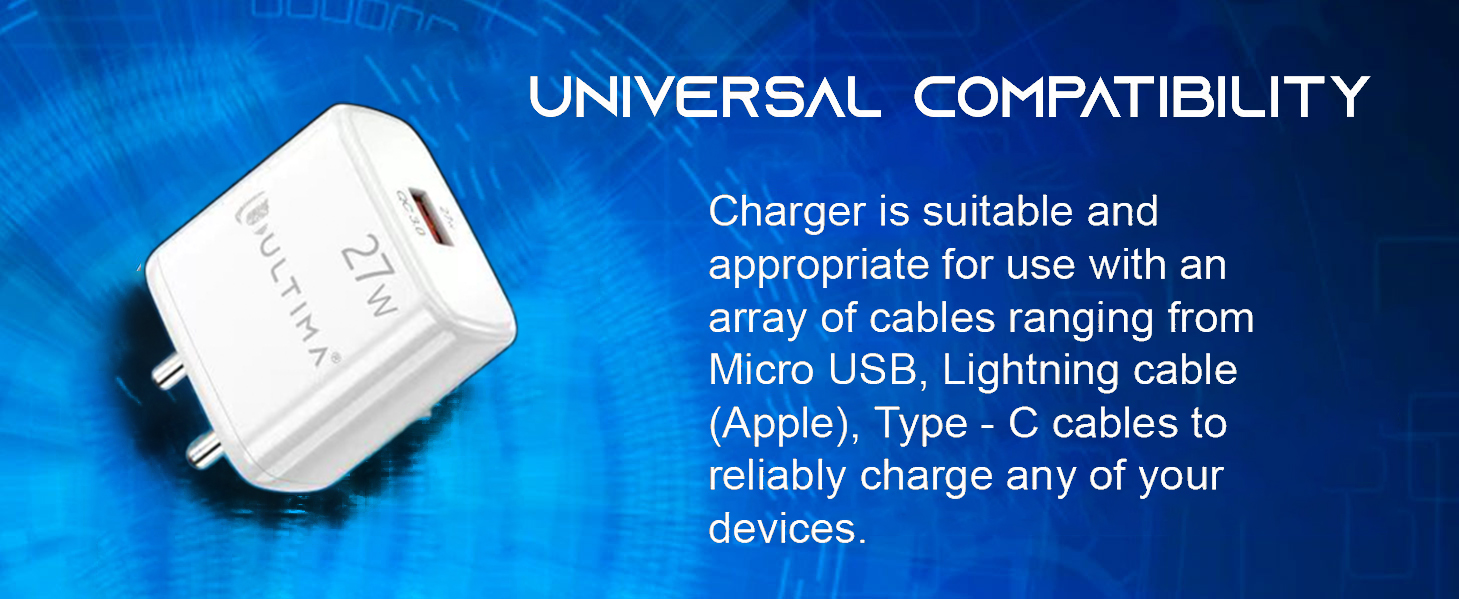 UNIVERSAL COMPATIBILITY
Charger is suitable and
appropriate for use with an
array of cables ranging from
Micro USB, Lightning cable
(Apple), Type - C cables to
reliably charge any of your
devices.
ULTIMA®
27W
QC 3.0
27w